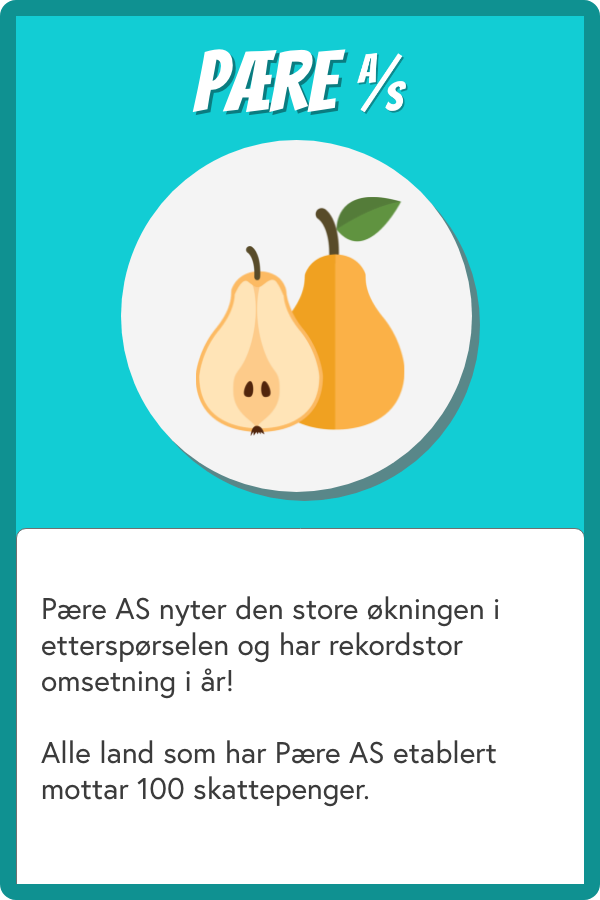 PÆRE A/S
Pære AS nyter den store økningen i
etterspørselen og har rekordstor
omsetning i år!
Alle land som har Pære AS etablert
mottar 100 skattepenger.